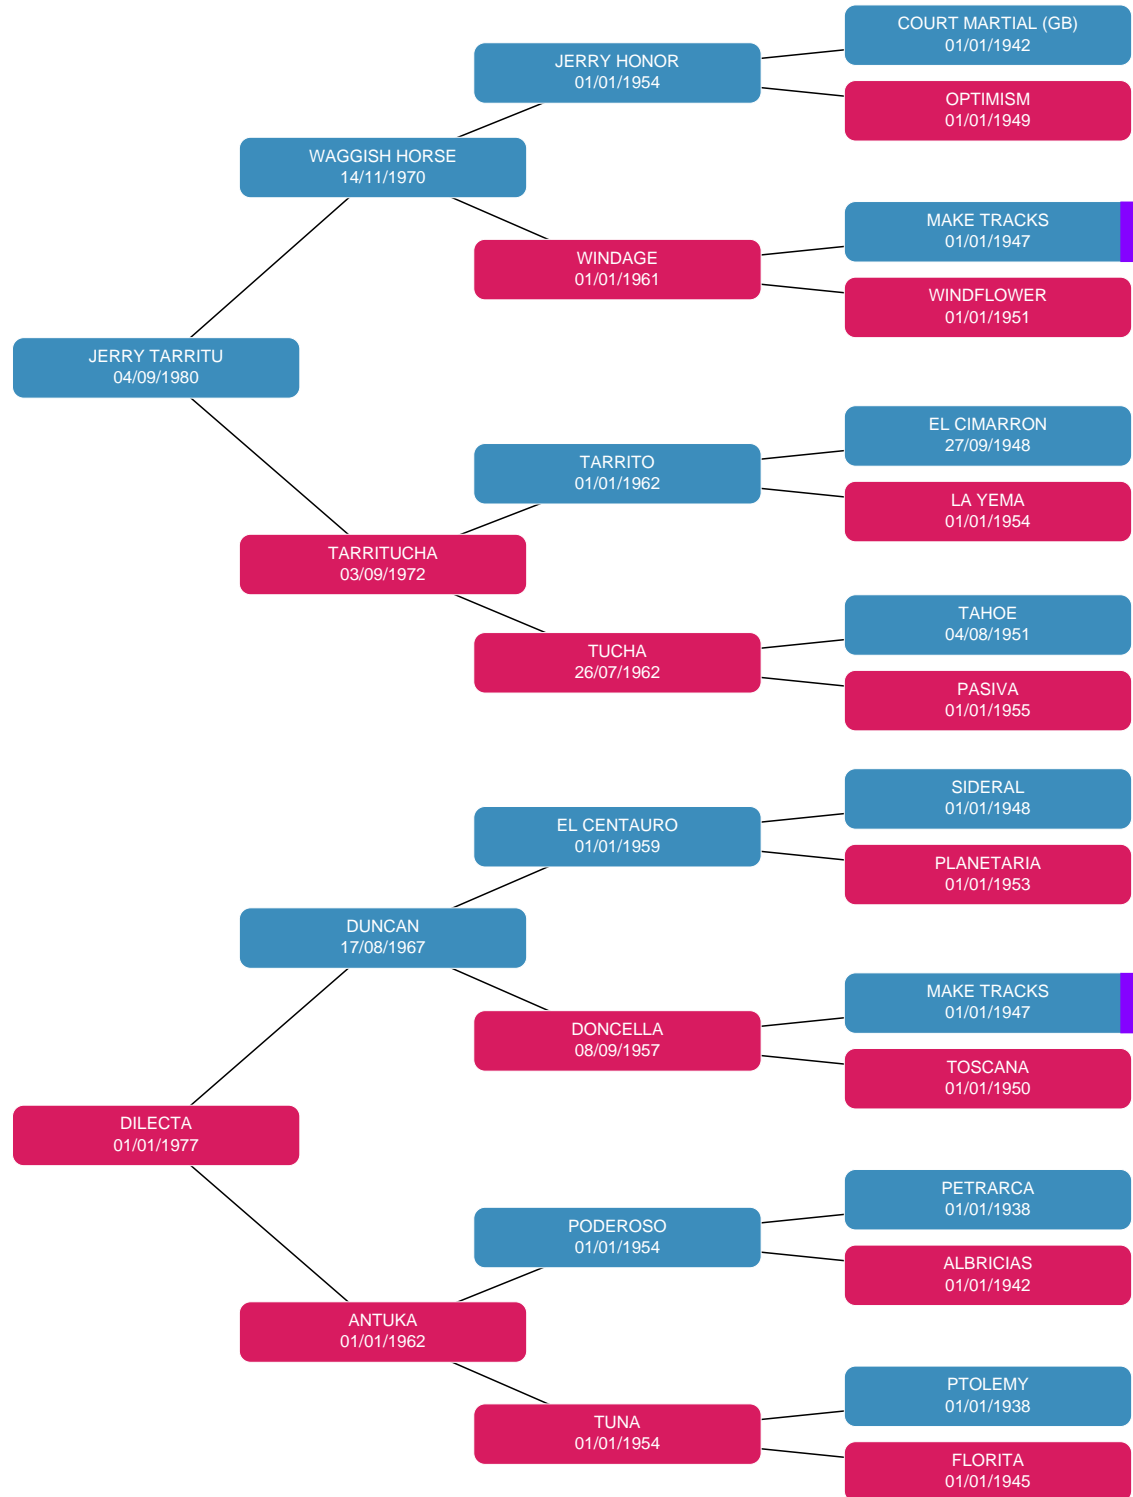 COURT MARTIAL (GB)
01/01/1942
JERRY HONOR
01/01/1954
OPTIMISM
01/01/1949
WAGGISH HORSE
14/11/1970
MAKE TRACKS
01/01/1947
WINDAGE
01/01/1961
WINDFLOWER
01/01/1951
JERRY TARRITU
04/09/1980
EL CIMARRON
27/09/1948
TARRITO
01/01/1962
LA YEMA
01/01/1954
TARRITUCHA
03/09/1972
TAHOE
04/08/1951
TUCHA
26/07/1962
PASIVA
01/01/1955
SIDERAL
01/01/1948
EL CENTAURO
01/01/1959
PLANETARIA
01/01/1953
DUNCAN
17/08/1967
MAKE TRACKS
01/01/1947
DONCELLA
08/09/1957
TOSCANA
01/01/1950
DILECTA
01/01/1977
PETRARCA
01/01/1938
PODEROSO
01/01/1954
ALBRICIAS
01/01/1942
ANTUKA
01/01/1962
PTOLEMY
01/01/1938
TUNA
01/01/1954
FLORITA
01/01/1945